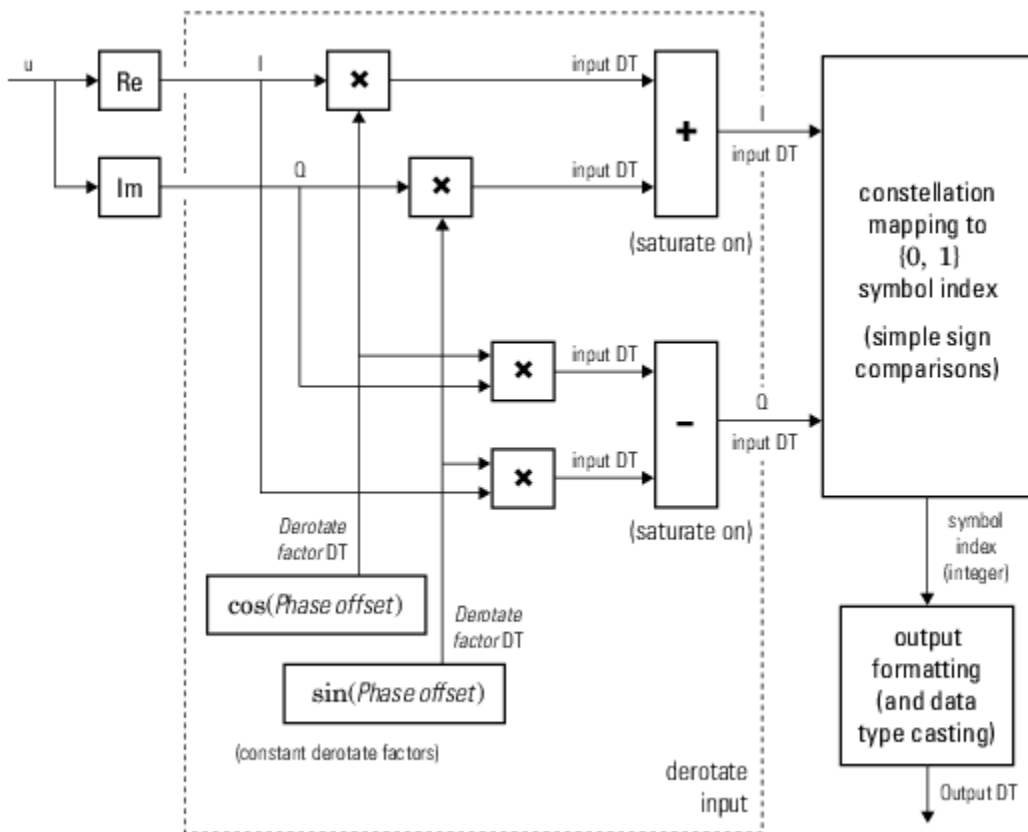 u
Re
I
×
input DT
+
I
input DT
Im
Q
×
input DT
(saturate on)
constellation
mapping to
{0, 1}
symbol index
(simple sign
comparisons)
×
input DT
−
Q
input DT
×
input DT
(saturate on)
Derotate
factor DT
cos(Phase offset)
Derotate
factor DT
sin(Phase offset)
(constant derotate factors)
derotate
input
symbol
index
(integer)
output
formatting
(and data
type casting)
Output DT